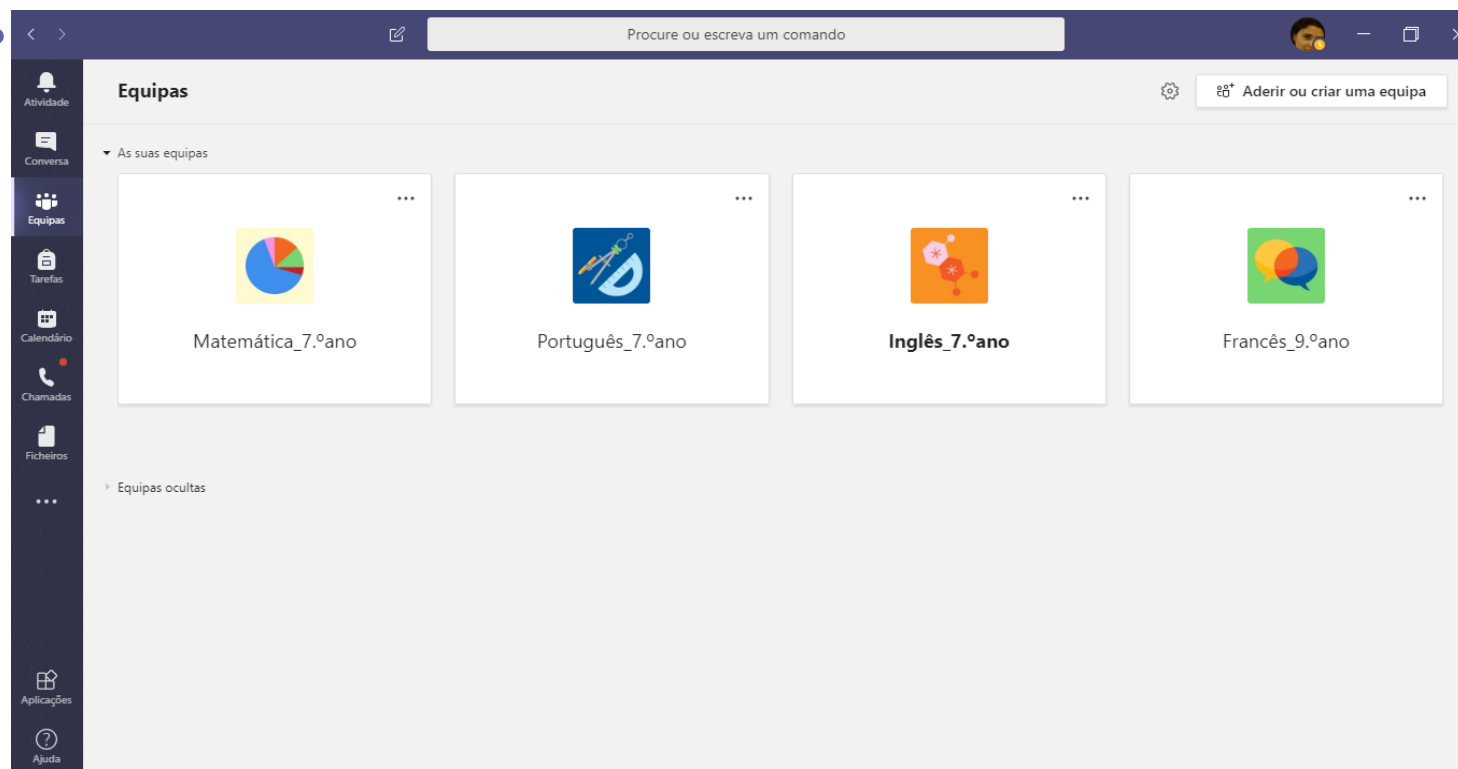 Procure ou escreva um comando
Atividade
Conversa
Equipas
Tarefas
Calendário
Chamadas
Ficheiros
Aplicações
Ajuda
Equipas
Aderir ou criar uma equipa
As suas equipas
Matemática_7.ºano
Português_7.ºano
Inglês_7.ºano
Francês_9.ºano
Equipas ocultas